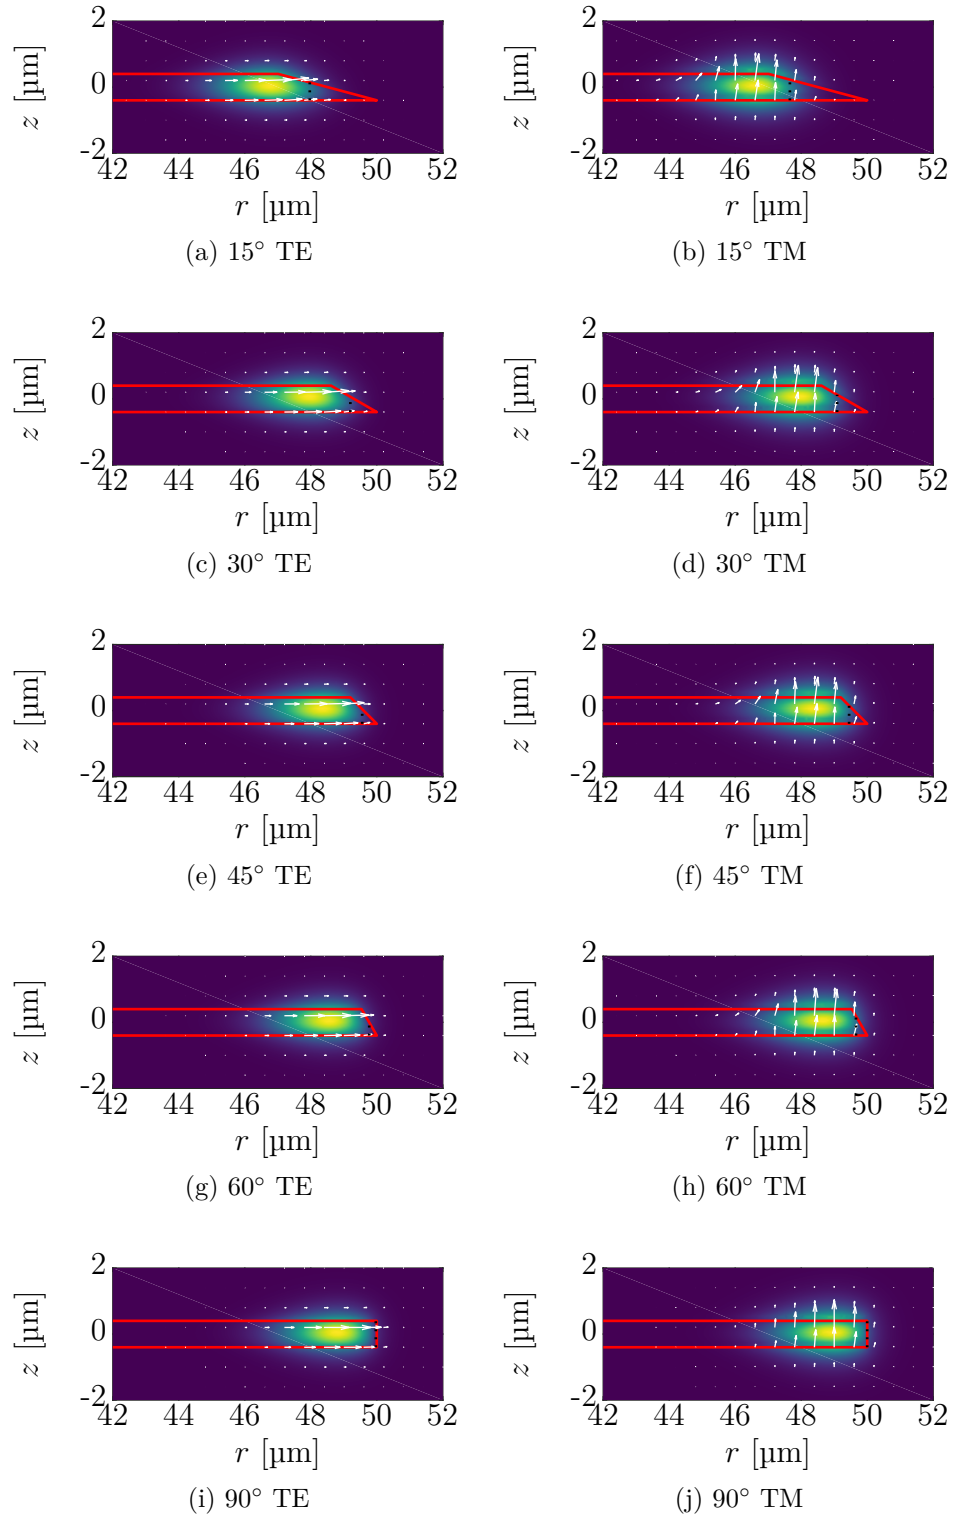 2
0
-2
z [µm]
42 44 46 48 50 52
r [µm]
(a) 15° TE
2
0
-2
z [µm]
42 44 46 48 50 52
r [µm]
(b) 15° TM
2
0
-2
z [µm]
42 44 46 48 50 52
r [µm]
(c) 30° TE
2
0
-2
z [µm]
42 44 46 48 50 52
r [µm]
(d) 30° TM
2
0
-2
z [µm]
42 44 46 48 50 52
r [µm]
(e) 45° TE
2
0
-2
z [µm]
42 44 46 48 50 52
r [µm]
(f) 45° TM
2
0
-2
z [µm]
42 44 46 48 50 52
r [µm]
(g) 60° TE
2
0
-2
z [µm]
42 44 46 48 50 52
r [µm]
(h) 60° TM
2
0
-2
z [µm]
42 44 46 48 50 52
r [µm]
(i) 90° TE
2
0
-2
z [µm]
42 44 46 48 50 52
r [µm]
(j) 90° TM